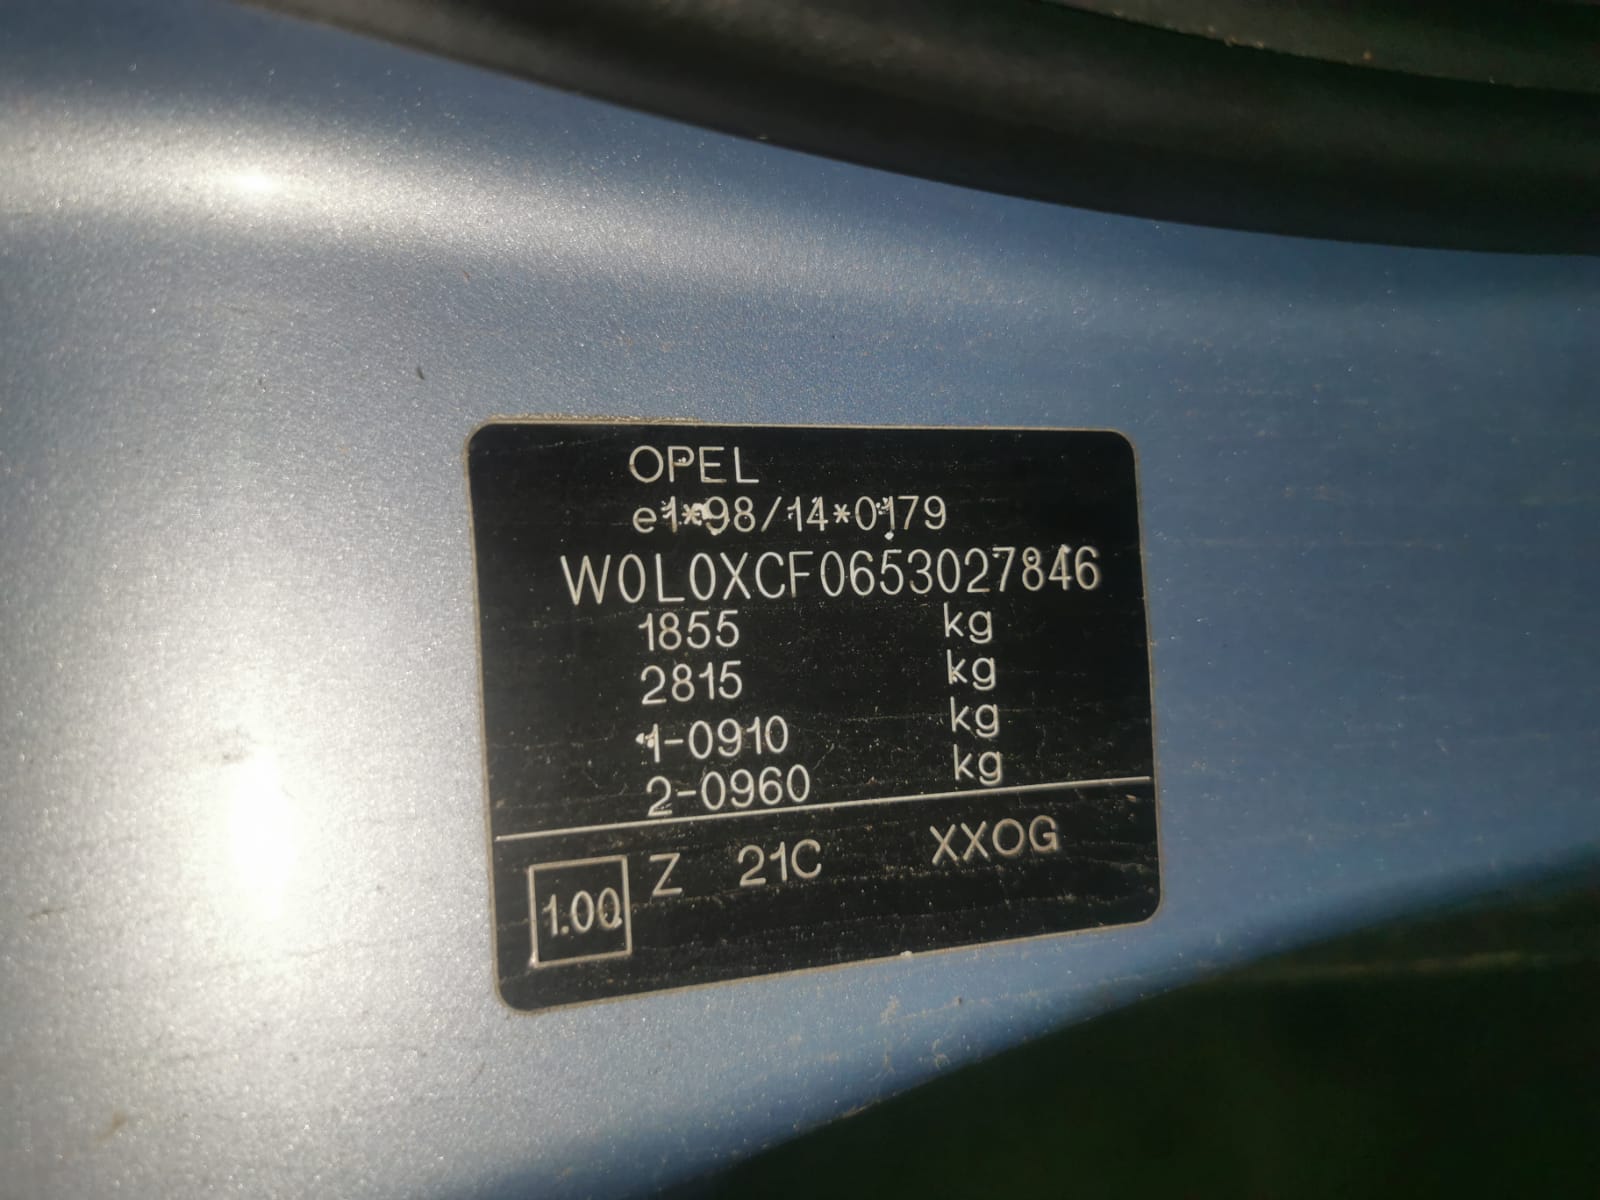 OPEL
e1*98/14*0179
W0L0XCF0653027846
1855 kg
2815 kg
1-0910 kg
2-0960 kg
1.00 Z 21C XXOG